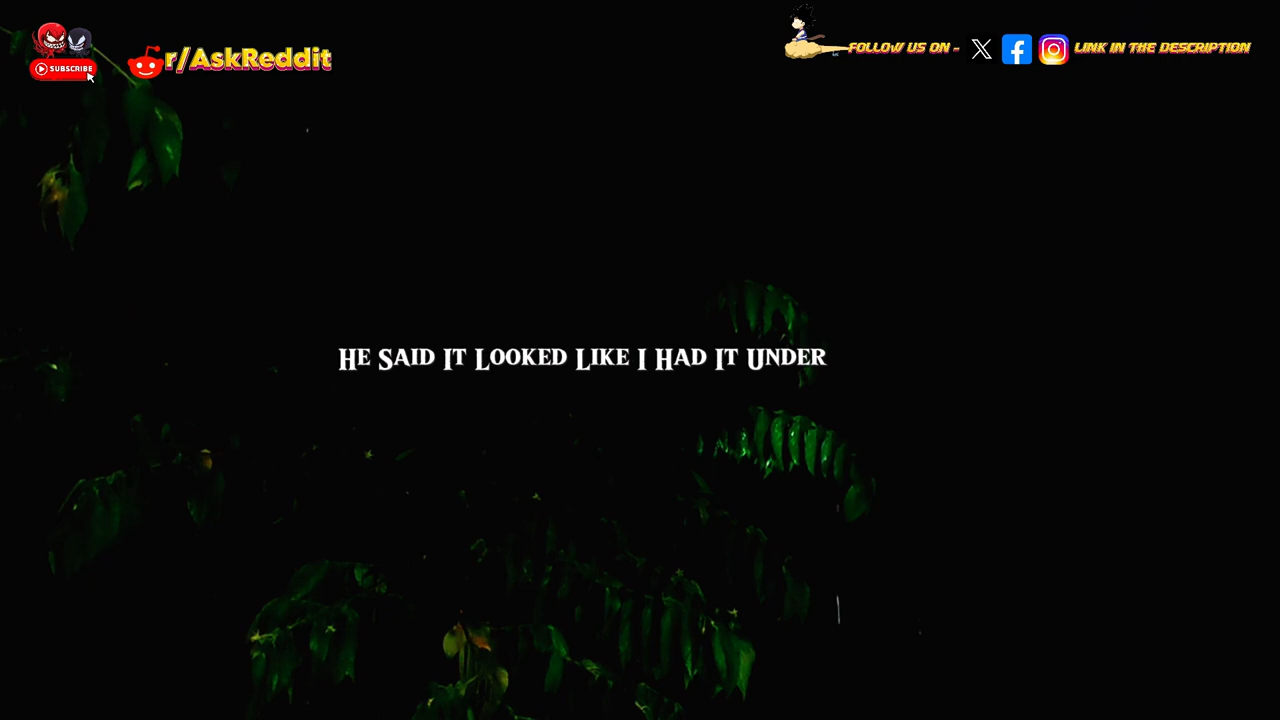 SUBSCRIBE
r/AskReddit
FOLLOW US ON -
LINK IN THE DESCRIPTION
He Said It Looked Like I Had It Under